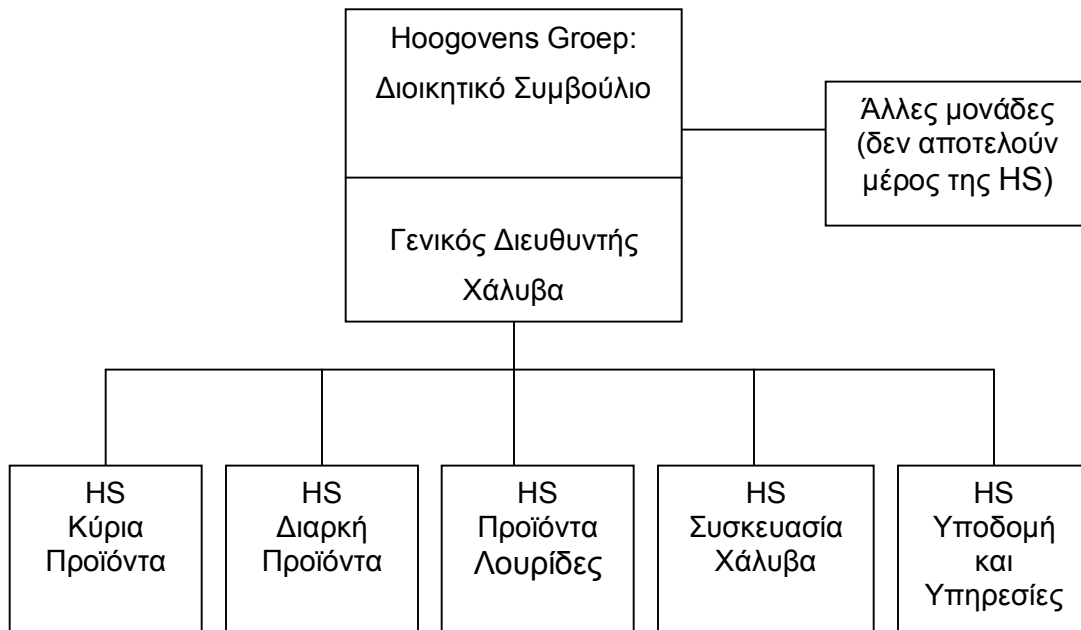 Hoogovens Groep:
Διοικητικό Συμβούλιο
Άλλες μονάδες
(δεν αποτελούν
μέρος της HS)
Γενικός Διευθυντής
Χάλυβα
HS
Κύρια
Προϊόντα
HS
Διαρκή
Προϊόντα
HS
Προϊόντα
Λουρίδες
HS
Συσκευασία
Χάλυβα
HS
Υποδομή
και
Υπηρεσίες